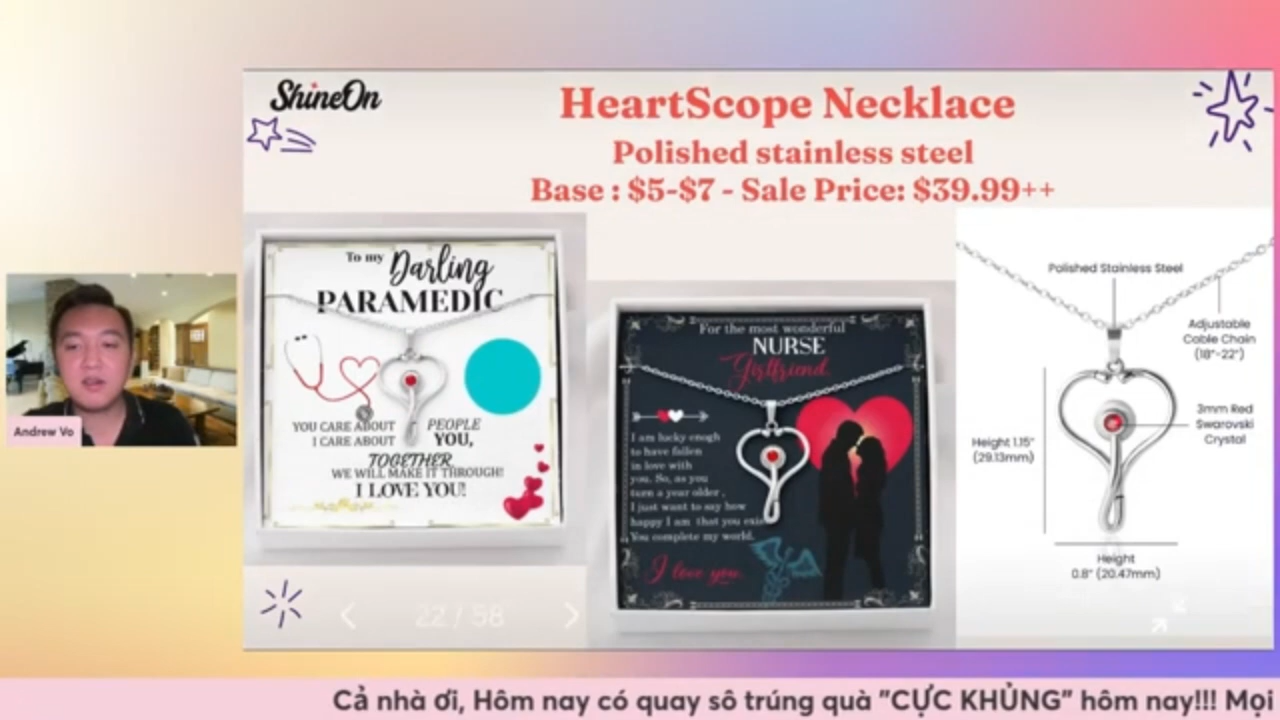 ShineOn
HeartScope Necklace
Polished stainless steel
Base : $5-$7 - Sale Price: $39.99++
To my Darling
PARAMEDIC
YOU CARE ABOUT PEOPLE
I CARE ABOUT YOU,
TOGETHER
WE WILL MAKE IT THROUGH!
I LOVE YOU!
For the most wonderful
NURSE
Girlfriend.
I am lucky enogh
to have fallen
in love with
you. So, as you
turn a year older ,
I just want to say how
happy I am that you exis
You complete my world.
I love you.
Polished Stainless Steel
Adjustable
Cable Chain
(18"-22")
3mm Red
Swarovski
Crystal
Height 1.15"
(29.13mm)
Height
0.8" (20.47mm)
Andrew Vo
22 / 58
Cả nhà ơi, Hôm nay có quay số trúng quà "CỰC KHỦNG" hôm nay!!! Mọi